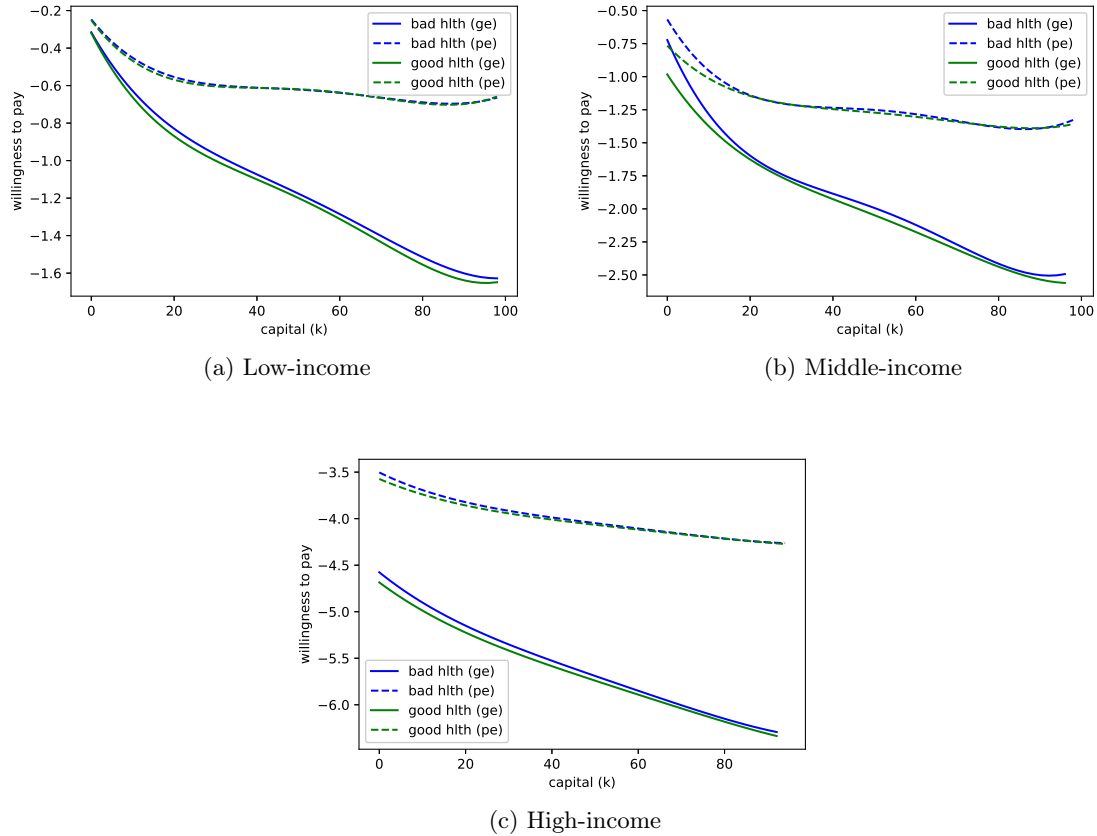 −0.2
−0.4
−0.6
−0.8
−1.0
−1.2
−1.4
−1.6
willingness to pay
0 20 40 60 80 100
capital (k)
bad hlth (ge)
bad hlth (pe)
good hlth (ge)
good hlth (pe)
(a) Low-income
−0.50
−0.75
−1.00
−1.25
−1.50
−1.75
−2.00
−2.25
−2.50
willingness to pay
0 20 40 60 80 100
capital (k)
bad hlth (ge)
bad hlth (pe)
good hlth (ge)
good hlth (pe)
(b) Middle-income
−3.5
−4.0
−4.5
−5.0
−5.5
−6.0
willingness to pay
bad hlth (ge)
bad hlth (pe)
good hlth (ge)
good hlth (pe)
0 20 40 60 80
capital (k)
(c) High-income